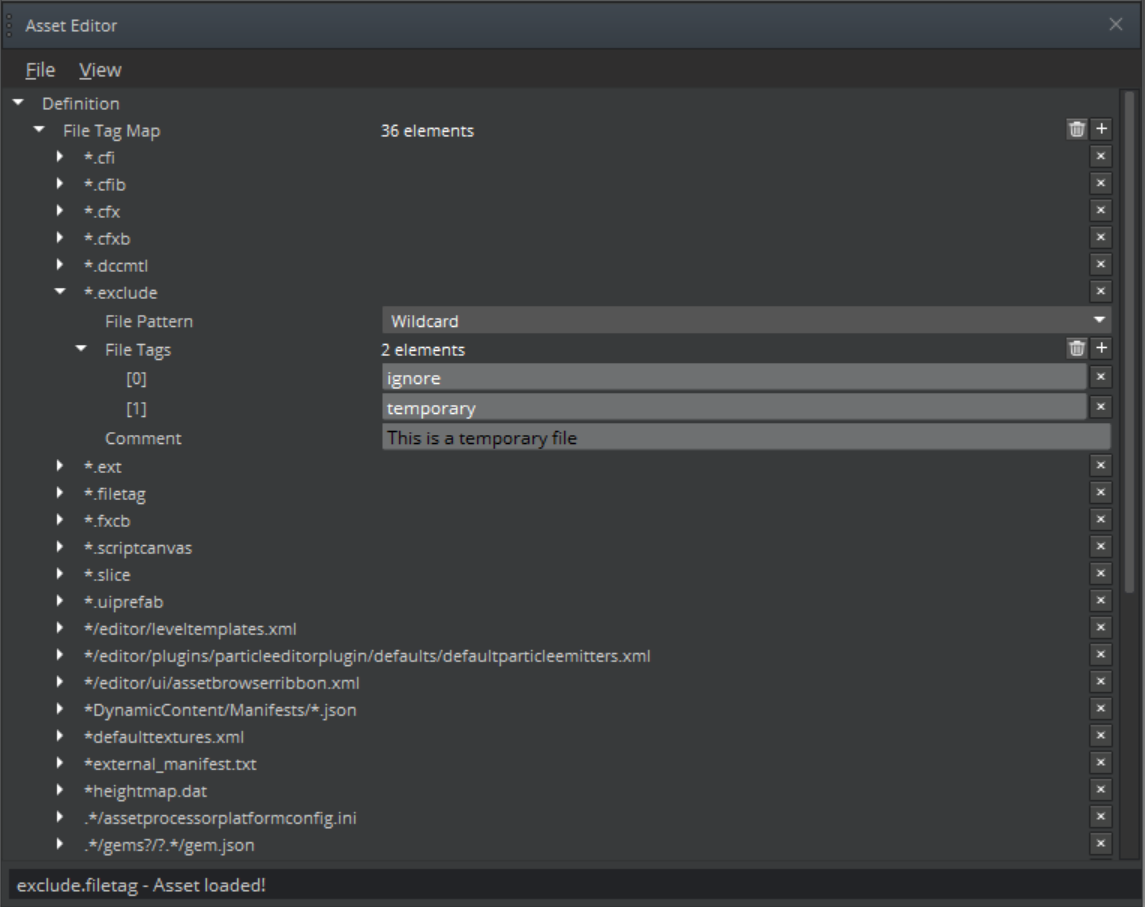 Asset Editor
File View
Definition
File Tag Map 36 elements
*.cfi
*.cfib
*.cfx
*.cfxb
*.dccmtl
*.exclude
File Pattern Wildcard
File Tags 2 elements
[0] ignore
[1] temporary
Comment This is a temporary file
*.ext
*.filetag
*.fxcb
*.scriptcanvas
*.slice
*.uiprefab
*/editor/leveltemplates.xml
*/editor/plugins/particleeditorplugin/defaults/defaultparticleemitters.xml
*/editor/ui/assetbrowserribbon.xml
*DynamicContent/Manifests/*.json
*defaulttextures.xml
*external_manifest.txt
*heightmap.dat
.*/assetprocessorplatformconfig.ini
.*/gems?/?.*/gem.json
exclude.filetag - Asset loaded!